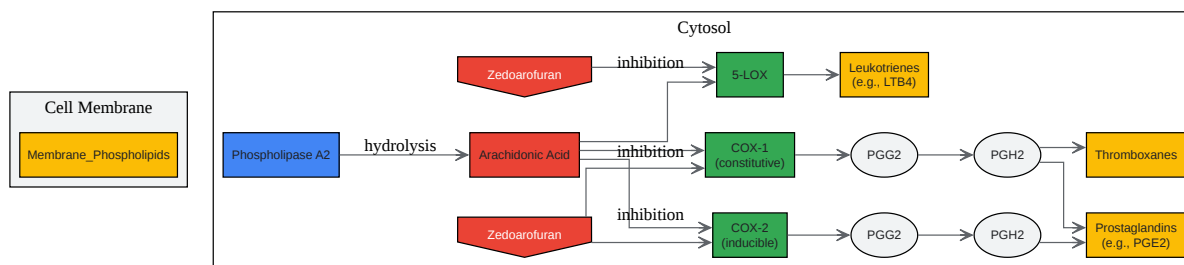 Cytosol
Zedoarofuran
inhibition
5-LOX
Leukotrienes
(e.g., LTB4)
Cell Membrane
Membrane_Phospholipids
Phospholipase A2
hydrolysis
Arachidonic Acid
inhibition
COX-1
(constitutive)
PGG2
PGH2
Thromboxanes
Zedoarofuran
inhibition
COX-2
(inducible)
PGG2
PGH2
Prostaglandins
(e.g., PGE2)